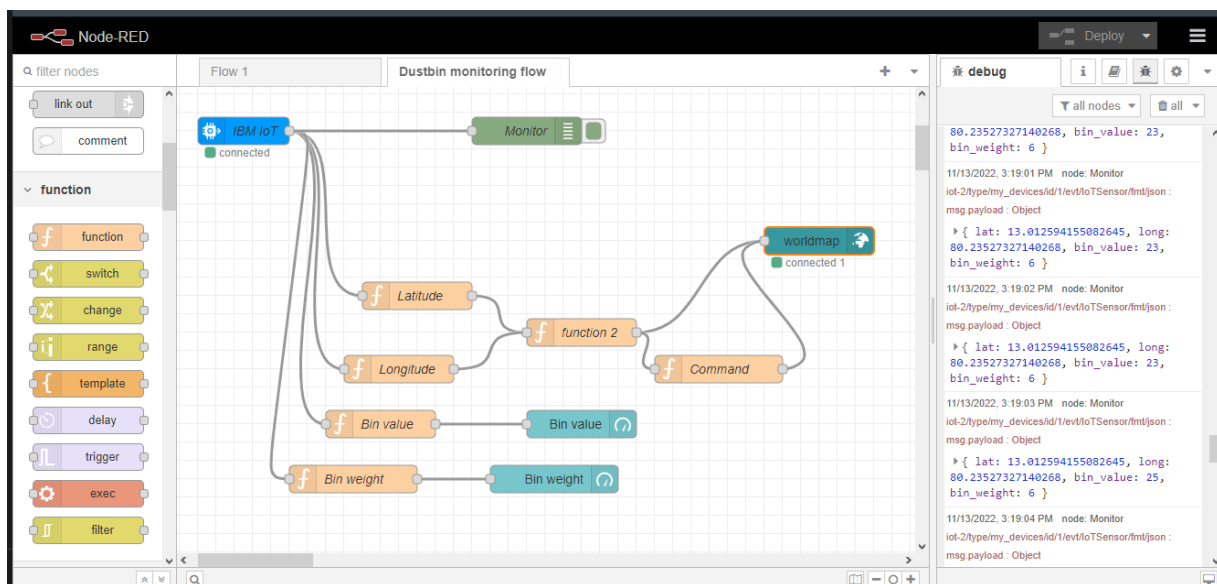 Node-RED
Deploy
filter nodes
link out
comment
function
function
switch
change
range
template
delay
trigger
exec
filter
Flow 1
Dustbin monitoring flow
IBM IoT
connected
Monitor
worldmap
connected 1
Latitude
function 2
Longitude
Command
Bin value
Bin value
Bin weight
Bin weight
debug
all nodes
all
80.23527327140268, bin_value: 23,
bin_weight: 6 }
11/13/2022, 3:19:01 PM node: Monitor
iot-2/type/my_devices/id/1/evt/IoTSensor/fmt/json :
msg.payload : Object
{ lat: 13.012594155082645, long:
80.23527327140268, bin_value: 23,
bin_weight: 6 }
11/13/2022, 3:19:02 PM node: Monitor
iot-2/type/my_devices/id/1/evt/IoTSensor/fmt/json :
msg.payload : Object
{ lat: 13.012594155082645, long:
80.23527327140268, bin_value: 23,
bin_weight: 6 }
11/13/2022, 3:19:03 PM node: Monitor
iot-2/type/my_devices/id/1/evt/IoTSensor/fmt/json :
msg.payload : Object
{ lat: 13.012594155082645, long:
80.23527327140268, bin_value: 25,
bin_weight: 6 }
11/13/2022, 3:19:04 PM node: Monitor
iot-2/type/my_devices/id/1/evt/IoTSensor/fmt/json :
msg.payload : Object